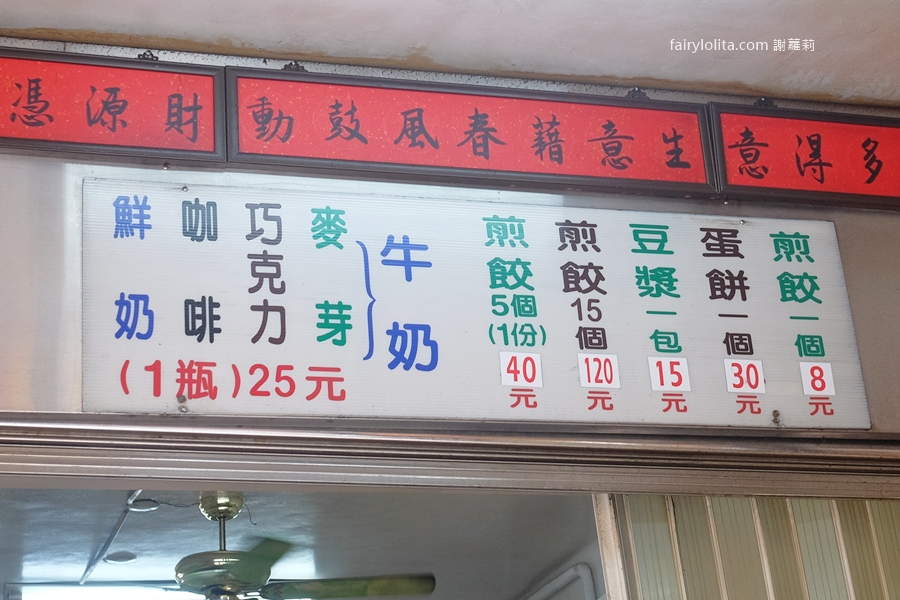 fairylolita.com 謝蘿莉
多得意
生意藉春風鼓動
財源憑
煎餃一個 8元
蛋餅一個 30元
豆漿一包 15元
煎餃15個 120元
煎餃5個(1份) 40元
牛奶
麥芽
巧克力
咖啡
鮮奶
(1瓶)25元